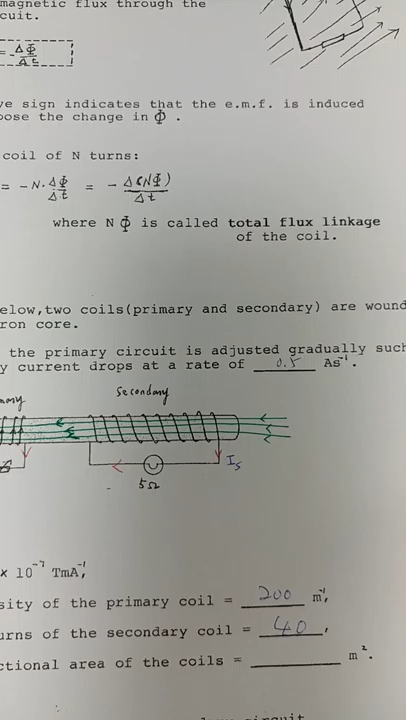 magnetic flux through the
cuit.
= - ΔΦ / Δt
ve sign indicates that the e.m.f. is induced
pose the change in Φ .
coil of N turns:
= - N · ΔΦ / Δt = - Δ(NΦ) / Δt
where N Φ is called total flux linkage
of the coil.
elow, two coils(primary and secondary) are wound
ron core.
the primary circuit is adjusted gradually such
y current drops at a rate of 0.5 As⁻¹.
Secondary
Is
5Ω
x 10⁻⁷ TmA⁻¹,
sity of the primary coil = 200 m⁻¹,
urns of the secondary coil = 40 ,
ctional area of the coils = ______ m².